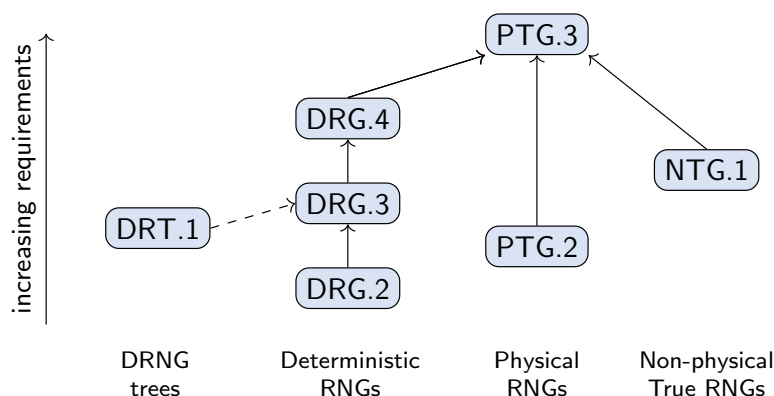 PTG.3
DRG.4
NTG.1
DRG.3
DRT.1
PTG.2
DRG.2
increasing requirements
DRNG
trees
Deterministic
RNGs
Physical
RNGs
Non-physical
True RNGs